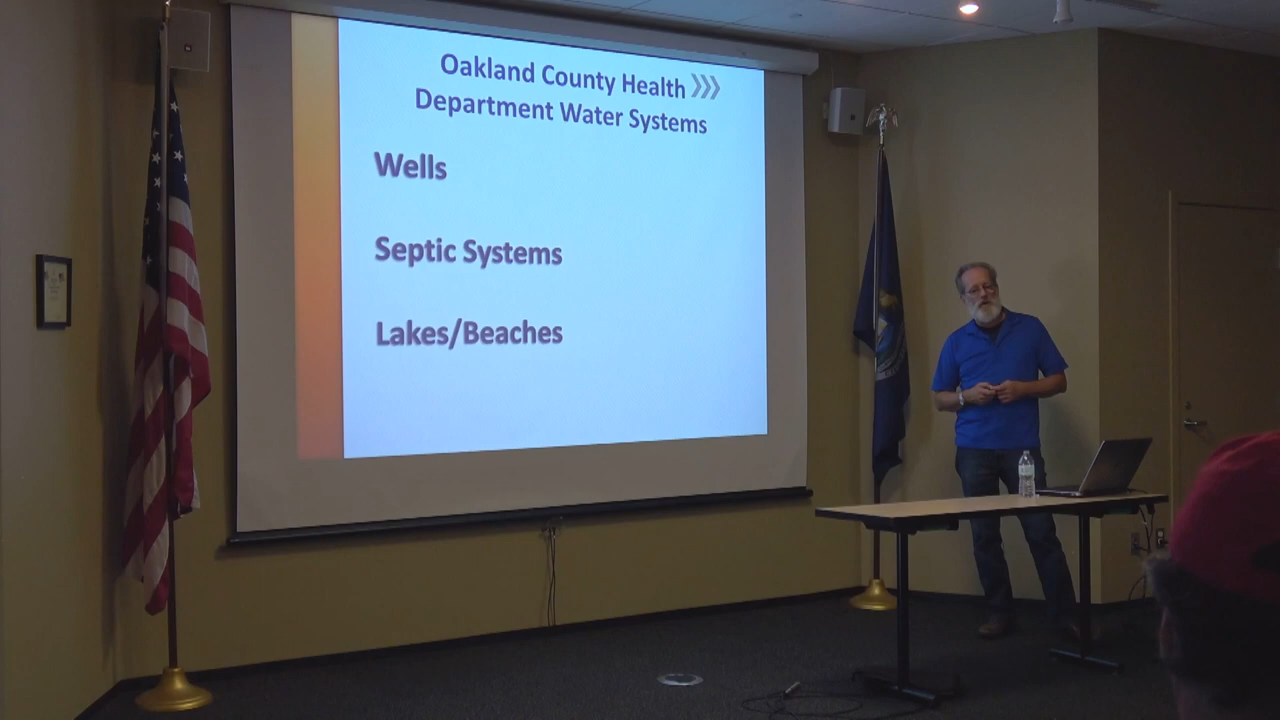 Oakland County Health
Department Water Systems
Wells
Septic Systems
Lakes/Beaches